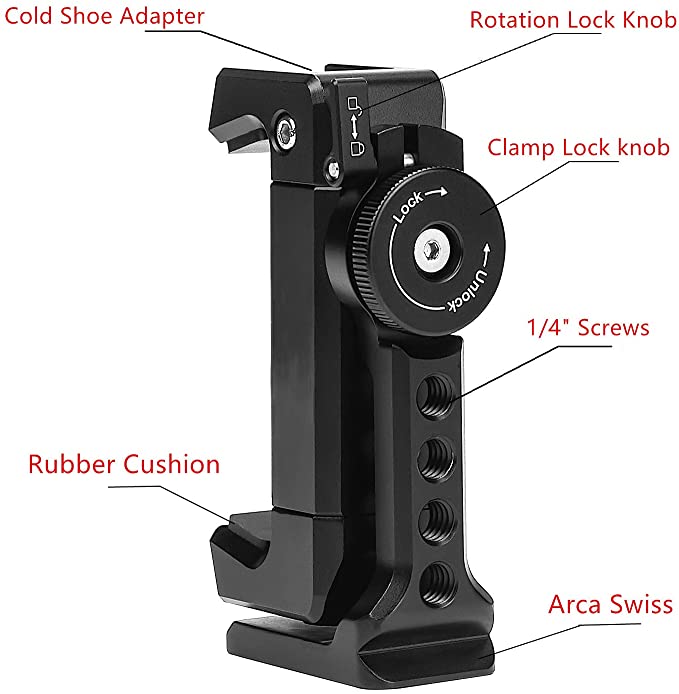 Cold Shoe Adapter
Rotation Lock Knob
Clamp Lock knob
Lock
Unlock
1/4" Screws
Rubber Cushion
Arca Swiss